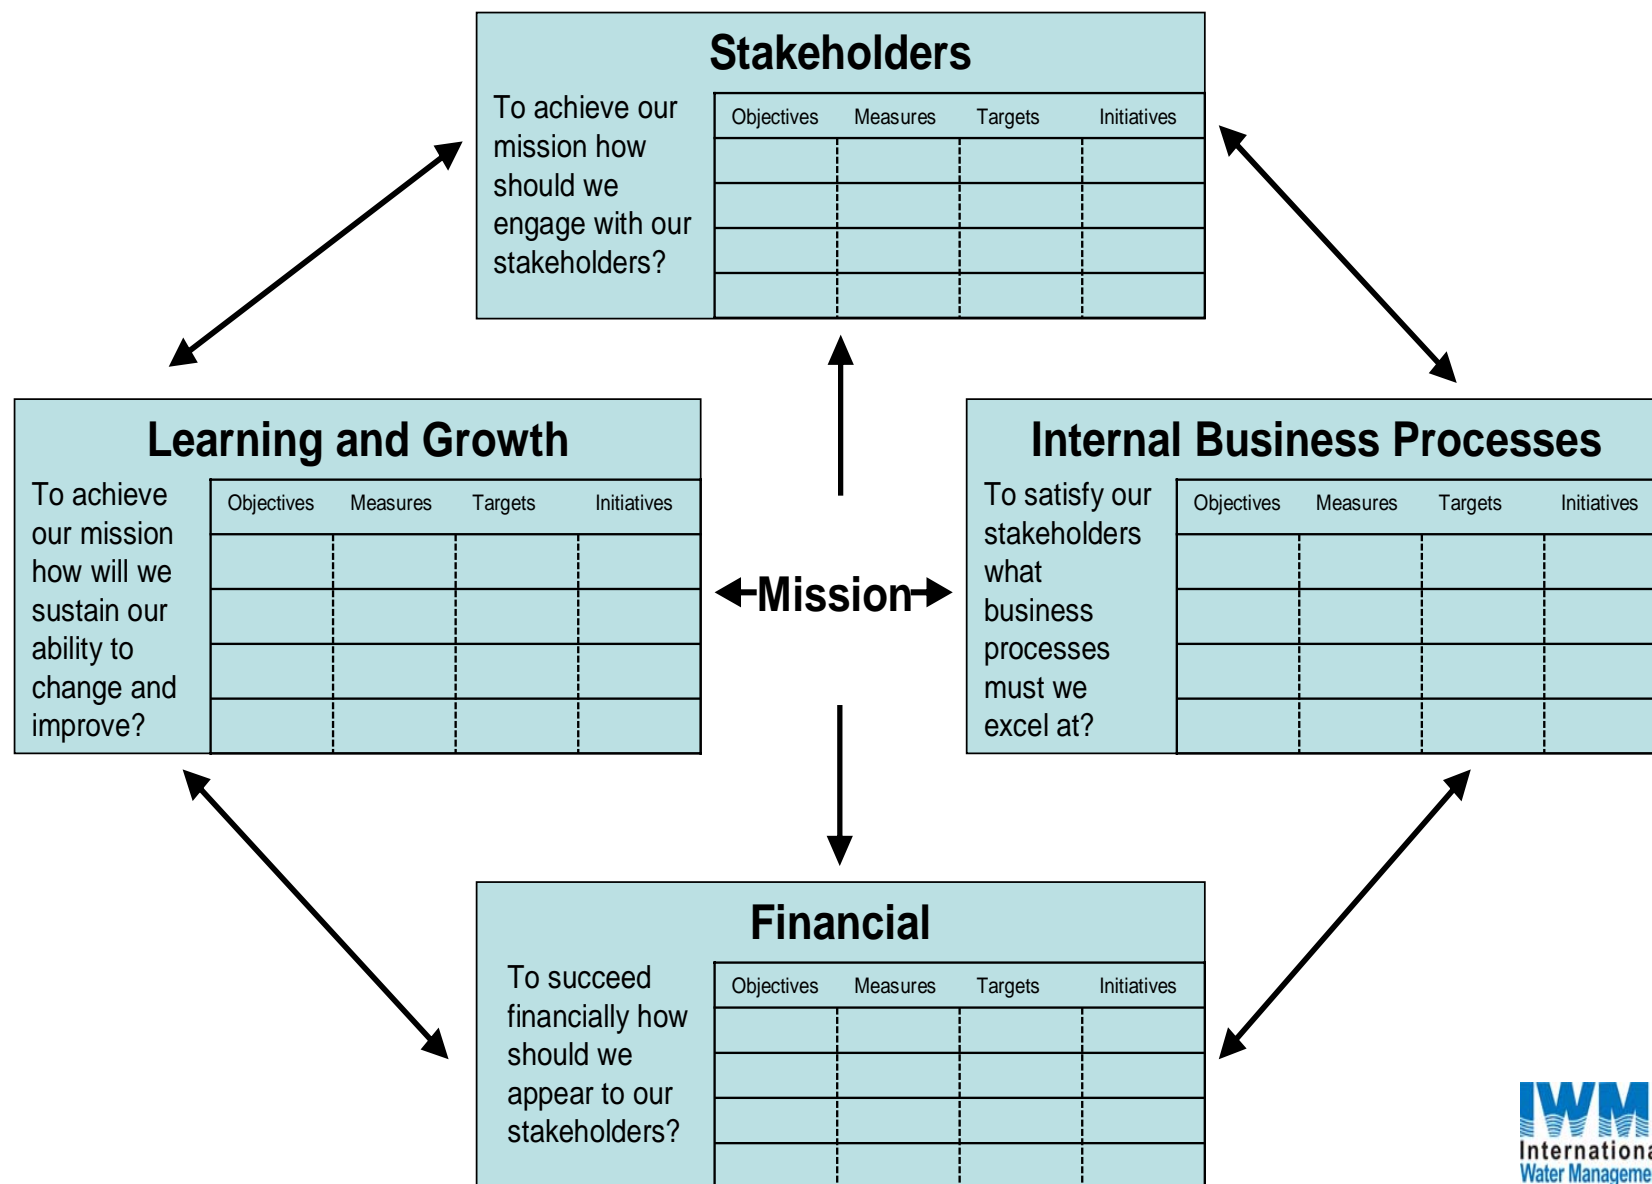 Stakeholders
To achieve our
mission how
should we
engage with our
stakeholders?
Objectives Measures Targets Initiatives
Learning and Growth
To achieve
our mission
how will we
sustain our
ability to
change and
improve?
Objectives Measures Targets Initiatives
Mission
Internal Business Processes
To satisfy our
stakeholders
what
business
processes
must we
excel at?
Objectives Measures Targets Initiatives
Financial
To succeed
financially how
should we
appear to our
stakeholders?
Objectives Measures Targets Initiatives
IWM
Internationa
Water Manageme